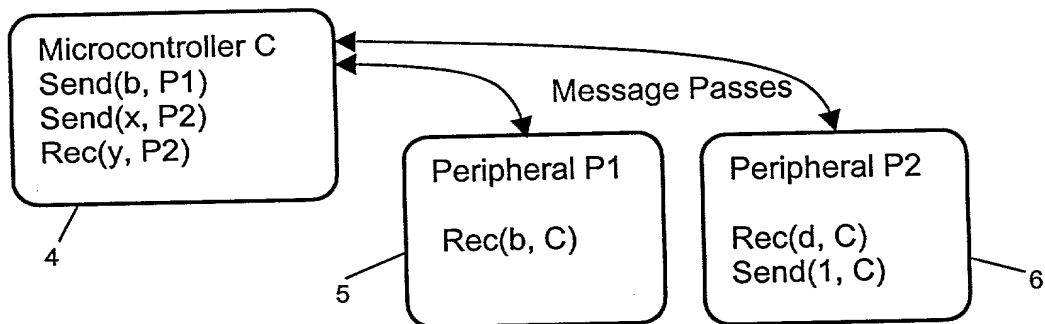 Microcontroller C
Send(b, P1)
Send(x, P2)
Rec(y, P2)
4
Message Passes
Peripheral P1
Rec(b, C)
5
Peripheral P2
Rec(d, C)
Send(1, C)
6